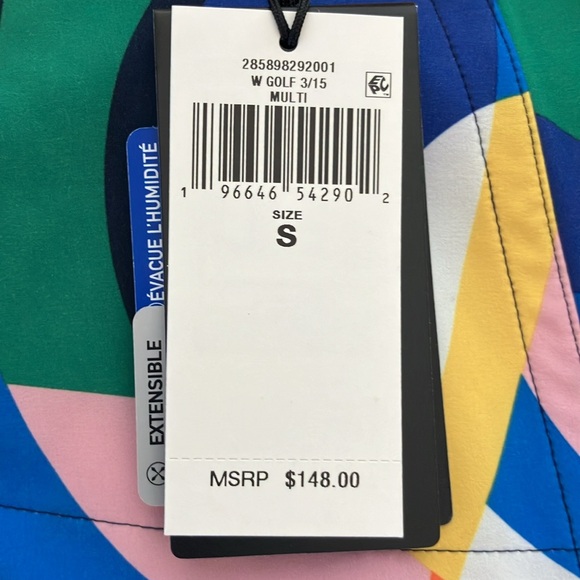 285898292001
W GOLF 3/15
MULTI
1 96646 54290 2
SIZE
S
MSRP $148.00
ÉVACUE L'HUMIDITÉ
EXTENSIBLE